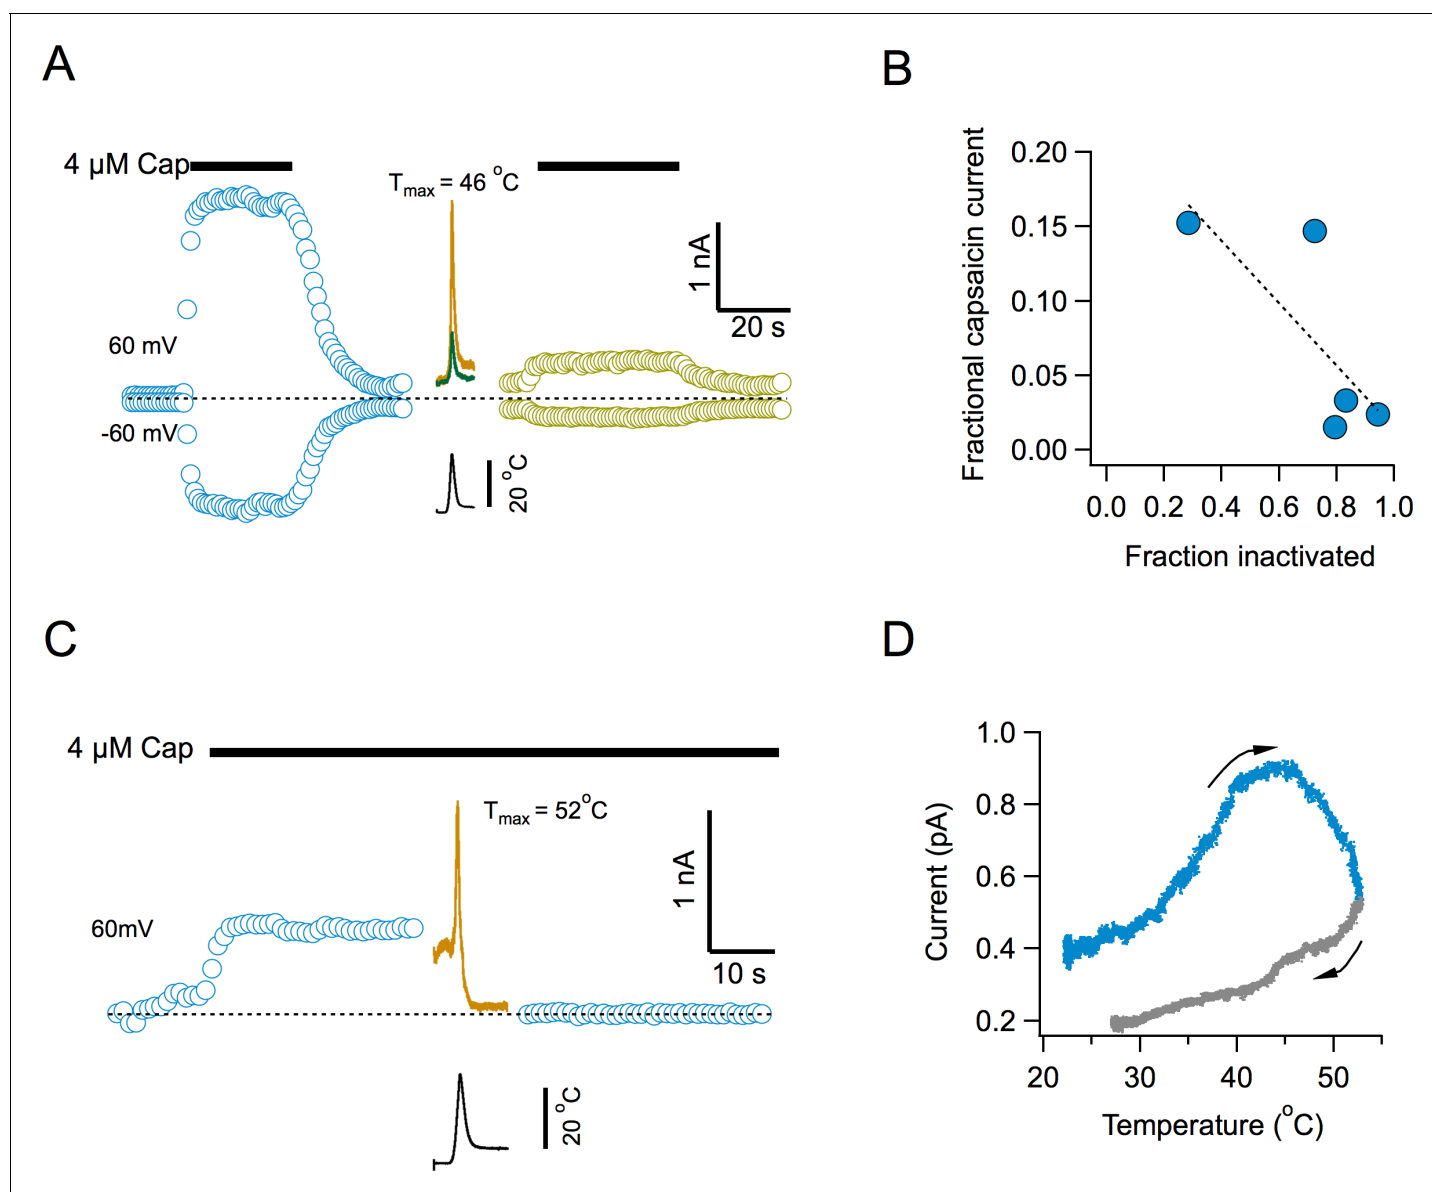 A
4 µM Cap
Tmax = 46 °C
1 nA
20 s
60 mV
-60 mV
20 °C
B
Fractional capsaicin current
0.20
0.15
0.10
0.05
0.00
0.0 0.2 0.4 0.6 0.8 1.0
Fraction inactivated
C
4 µM Cap
Tmax = 52°C
60mV
1 nA
10 s
20 °C
D
Current (pA)
1.0
0.8
0.6
0.4
0.2
20 30 40 50
Temperature (°C)